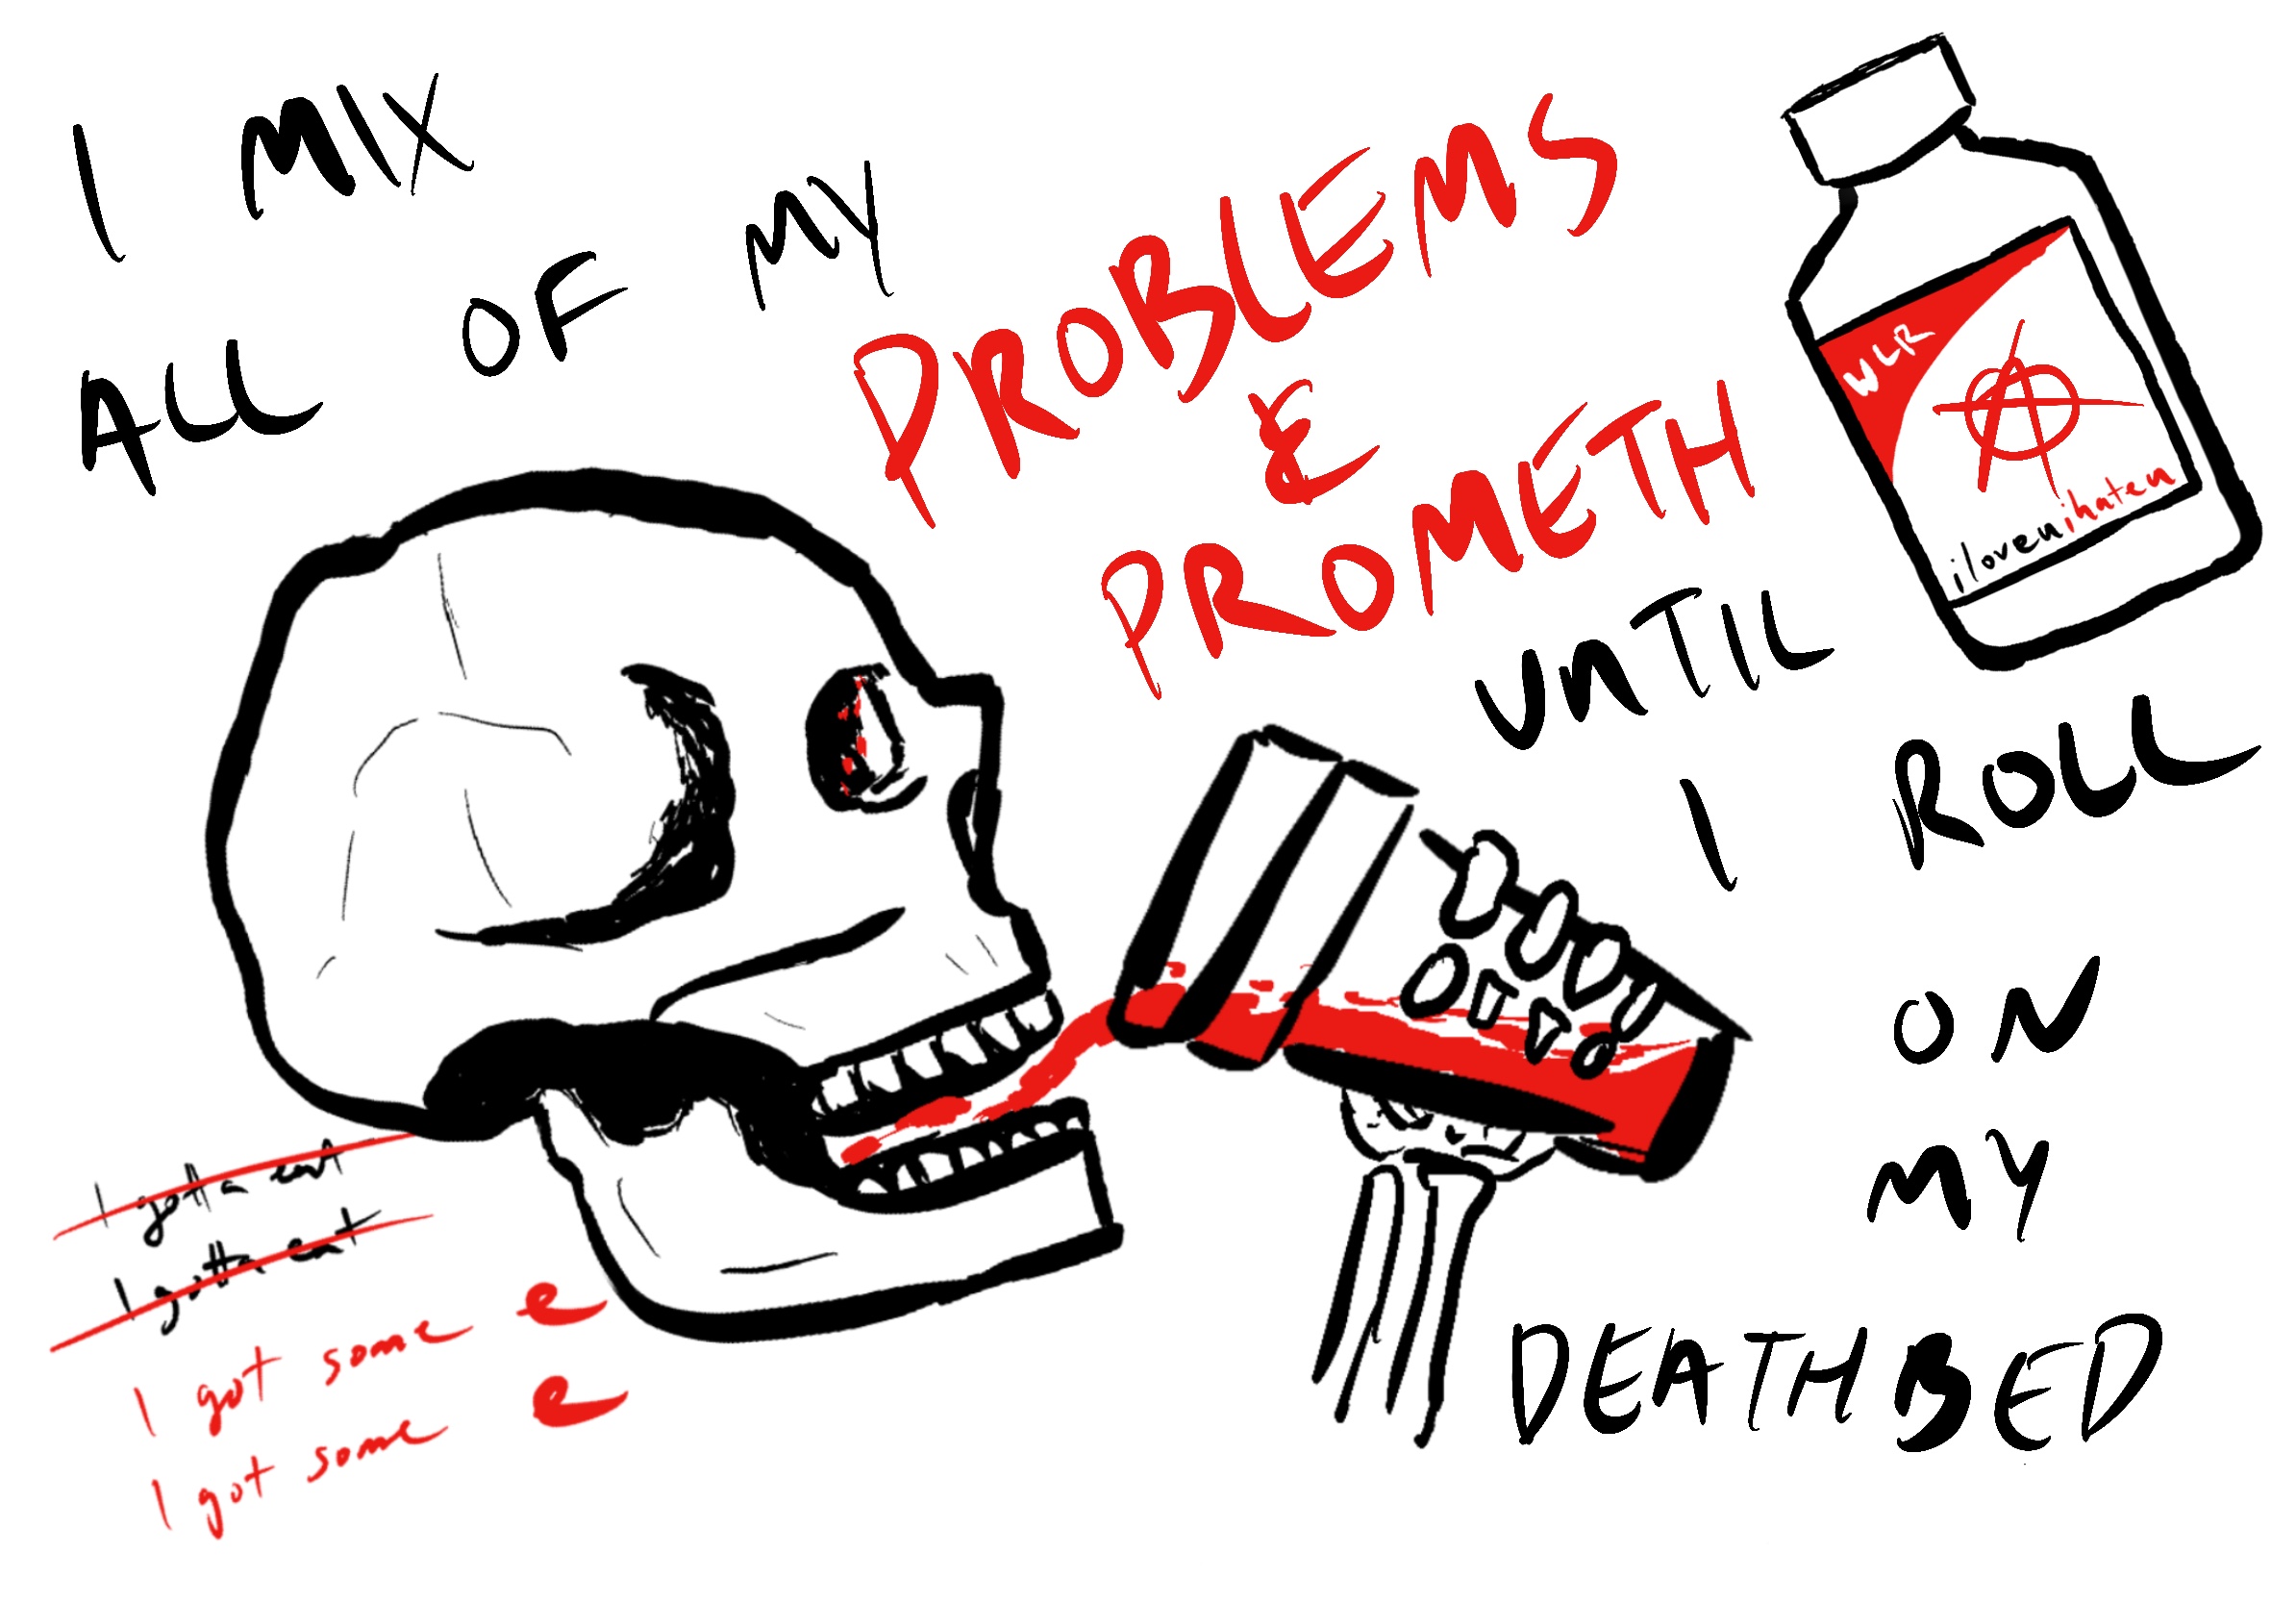 I MIX
ALL OF MY
PROBLEMS
&
PROMETH
UNTIL
I ROLL
ON
MY
DEATHBED
WLR
A
ilovenihaten
I gotta eat
I gotta eat
I got some e
I got some e